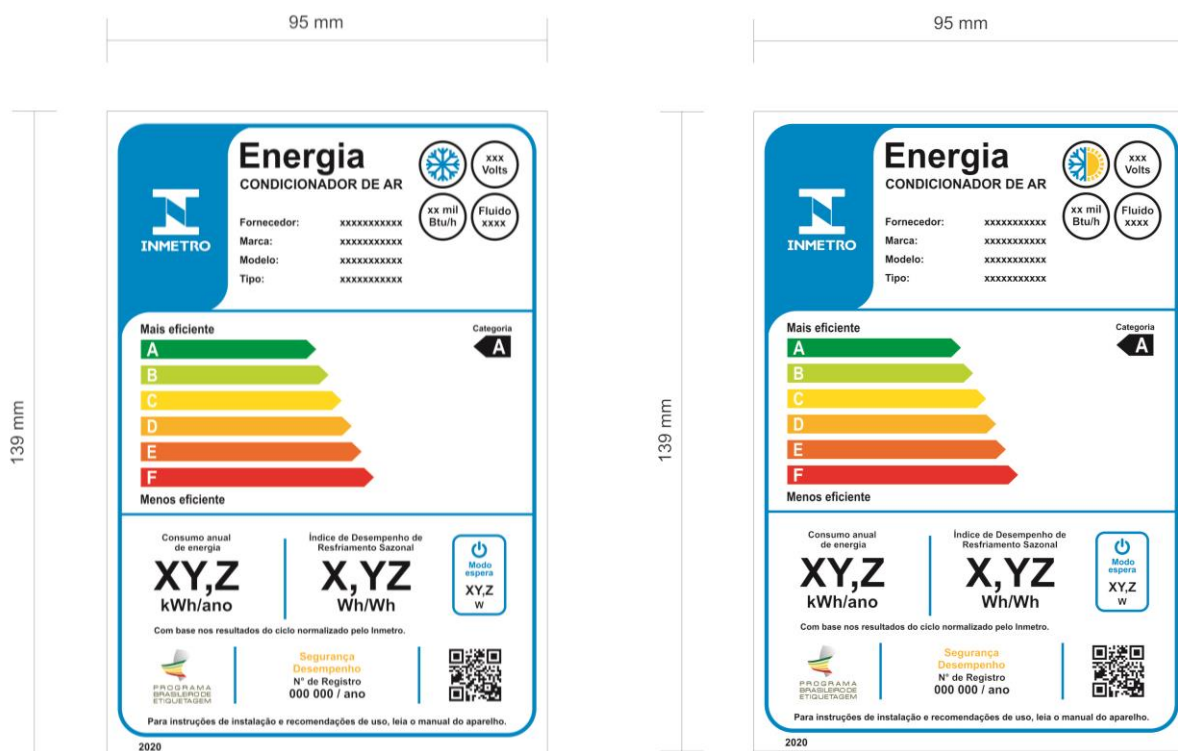 95 mm
139 mm
INMETRO
Energia
CONDICIONADOR DE AR
xxx
Volts
xx mil
Btu/h
Fluido
xxxx
Fornecedor: xxxxxxxxxxx
Marca: xxxxxxxxxxx
Modelo: xxxxxxxxxxx
Tipo: xxxxxxxxxxx
Mais eficiente
Categoria
A
A
B
C
D
E
F
Menos eficiente
Consumo anual
de energia
XY,Z
kWh/ano
Índice de Desempenho de
Resfriamento Sazonal
X,YZ
Wh/Wh
Modo
espera
XY,Z
W
Com base nos resultados do ciclo normalizado pelo Inmetro.
PROGRAMA
BRASILEIRO DE
ETIQUETAGEM
Segurança
Desempenho
N° de Registro
000 000 / ano
Para instruções de instalação e recomendações de uso, leia o manual do aparelho.
2020
95 mm
139 mm
INMETRO
Energia
CONDICIONADOR DE AR
xxx
Volts
xx mil
Btu/h
Fluido
xxxx
Fornecedor: xxxxxxxxxxx
Marca: xxxxxxxxxxx
Modelo: xxxxxxxxxxx
Tipo: xxxxxxxxxxx
Mais eficiente
Categoria
A
A
B
C
D
E
F
Menos eficiente
Consumo anual
de energia
XY,Z
kWh/ano
Índice de Desempenho de
Resfriamento Sazonal
X,YZ
Wh/Wh
Modo
espera
XY,Z
W
Com base nos resultados do ciclo normalizado pelo Inmetro.
PROGRAMA
BRASILEIRO DE
ETIQUETAGEM
Segurança
Desempenho
N° de Registro
000 000 / ano
Para instruções de instalação e recomendações de uso, leia o manual do aparelho.
2020